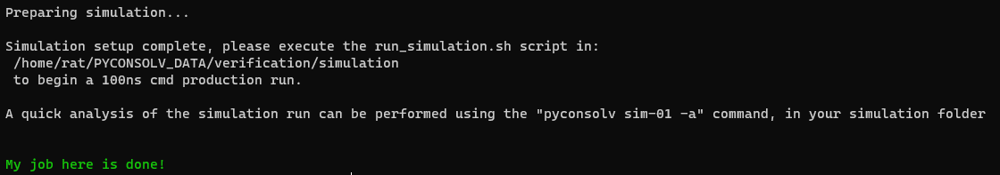 Preparing simulation...
Simulation setup complete, please execute the run_simulation.sh script in:
/home/rat/PYCONSOLV_DATA/verification/simulation
to begin a 100ns cmd production run.
A quick analysis of the simulation run can be performed using the "pyconsolv sim-01 -a" command, in your simulation folder
My job here is done!